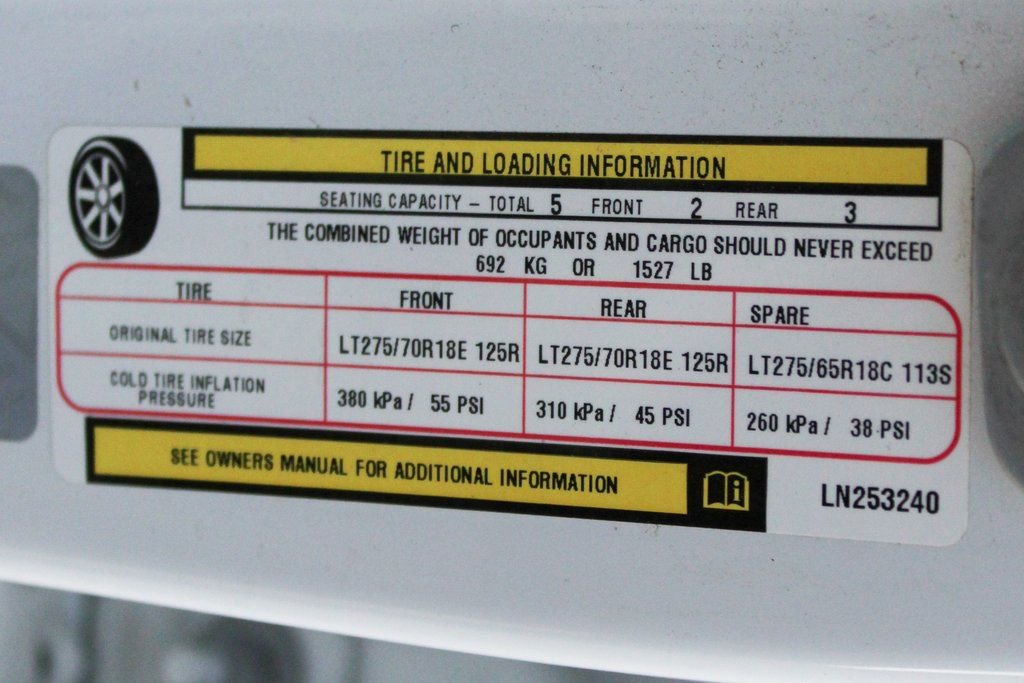 TIRE AND LOADING INFORMATION
SEATING CAPACITY – TOTAL 5 FRONT 2 REAR 3
THE COMBINED WEIGHT OF OCCUPANTS AND CARGO SHOULD NEVER EXCEED
692 KG OR 1527 LB
TIRE FRONT REAR SPARE
ORIGINAL TIRE SIZE LT275/70R18E 125R LT275/70R18E 125R LT275/65R18C 113S
COLD TIRE INFLATION
PRESSURE 380 kPa / 55 PSI 310 kPa / 45 PSI 260 kPa / 38 PSI
SEE OWNERS MANUAL FOR ADDITIONAL INFORMATION
LN253240